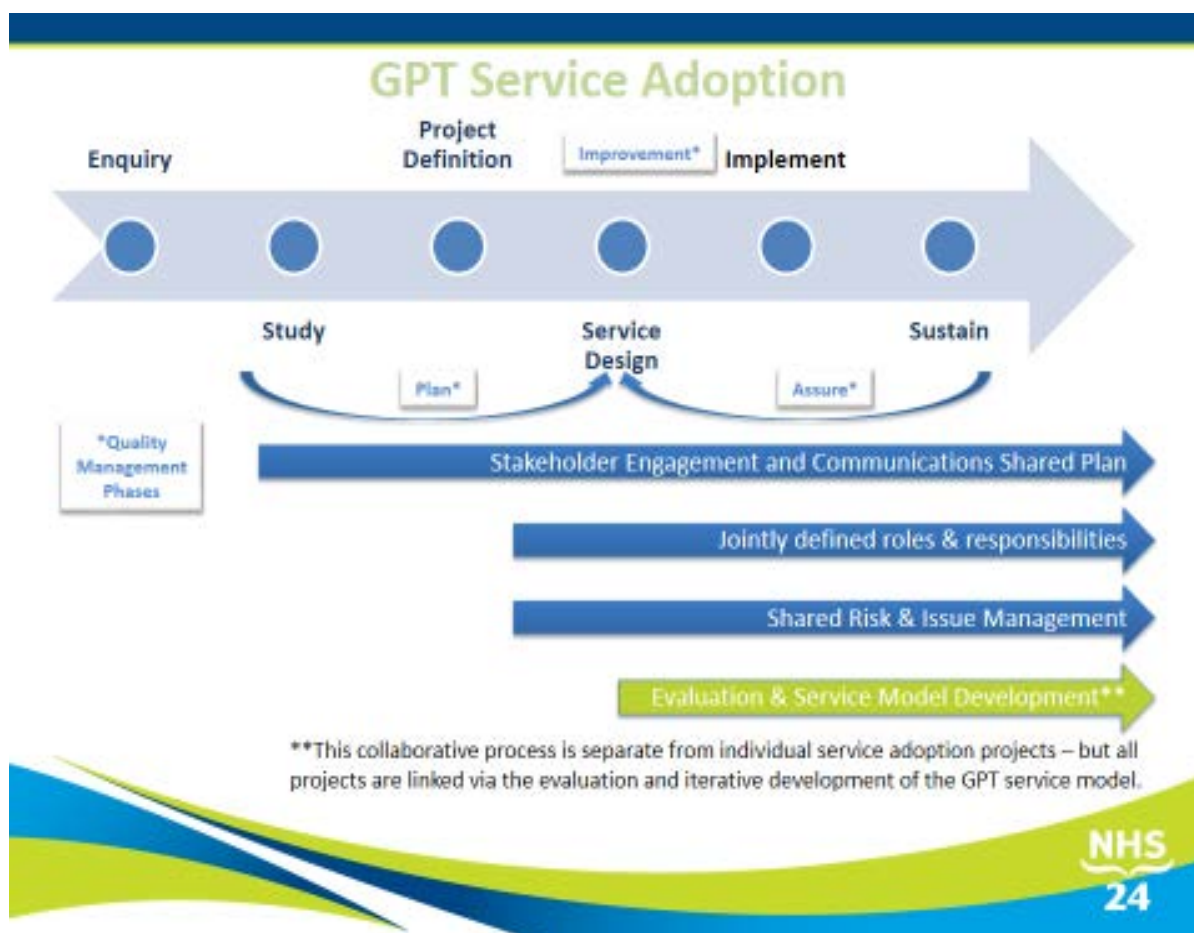 GPT Service Adoption
Enquiry
Project
Definition
Improvement*
Implement
Study
Service
Design
Sustain
Plan*
Assure*
*Quality
Management
Phases
Stakeholder Engagement and Communications Shared Plan
Jointly defined roles & responsibilities
Shared Risk & Issue Management
Evaluation & Service Model Development**
**This collaborative process is separate from individual service adoption projects – but all
projects are linked via the evaluation and iterative development of the GPT service model.
NHS
24